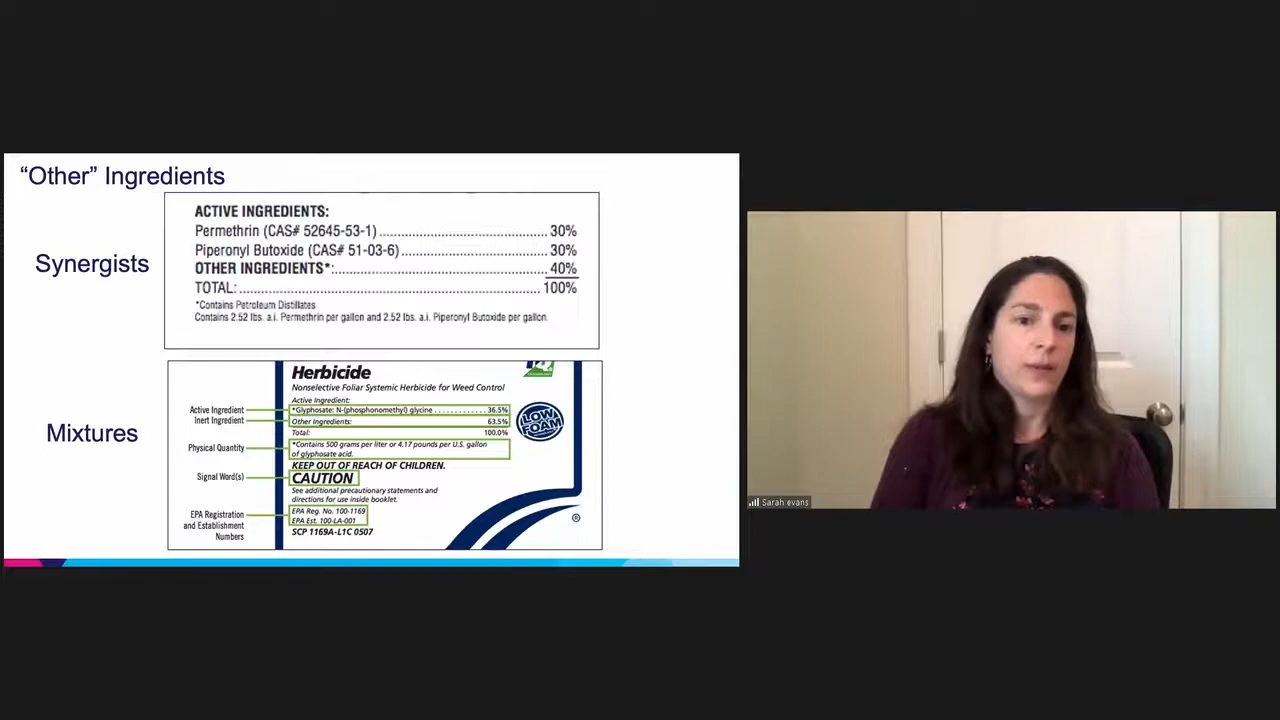 “Other” Ingredients
Synergists
ACTIVE INGREDIENTS:
Permethrin (CAS# 52645-53-1) 30%
Piperonyl Butoxide (CAS# 51-03-6) 30%
OTHER INGREDIENTS*: 40%
TOTAL: 100%
*Contains Petroleum Distillates
Contains 2.52 lbs. a.i. Permethrin per gallon and 2.52 lbs. a.i. Piperonyl Butoxide per gallon.
Mixtures
Herbicide
Nonselective Foliar Systemic Herbicide for Weed Control
Active Ingredient:
Active Ingredient
*Glyphosate: N-(phosphonomethyl) glycine 36.5%
Inert Ingredient
Other Ingredients: 63.5%
Total: 100.0%
LOW FOAM
Physical Quantity
*Contains 500 grams per liter or 4.17 pounds per U.S. gallon
of glyphosate acid.
KEEP OUT OF REACH OF CHILDREN.
Signal Word(s)
CAUTION
See additional precautionary statements and
directions for use inside booklet.
EPA Registration
and Establishment
Numbers
EPA Reg. No. 100-1169
EPA Est. 100-LA-001
SCP 1169A-L1C 0507
®
Sarah evans